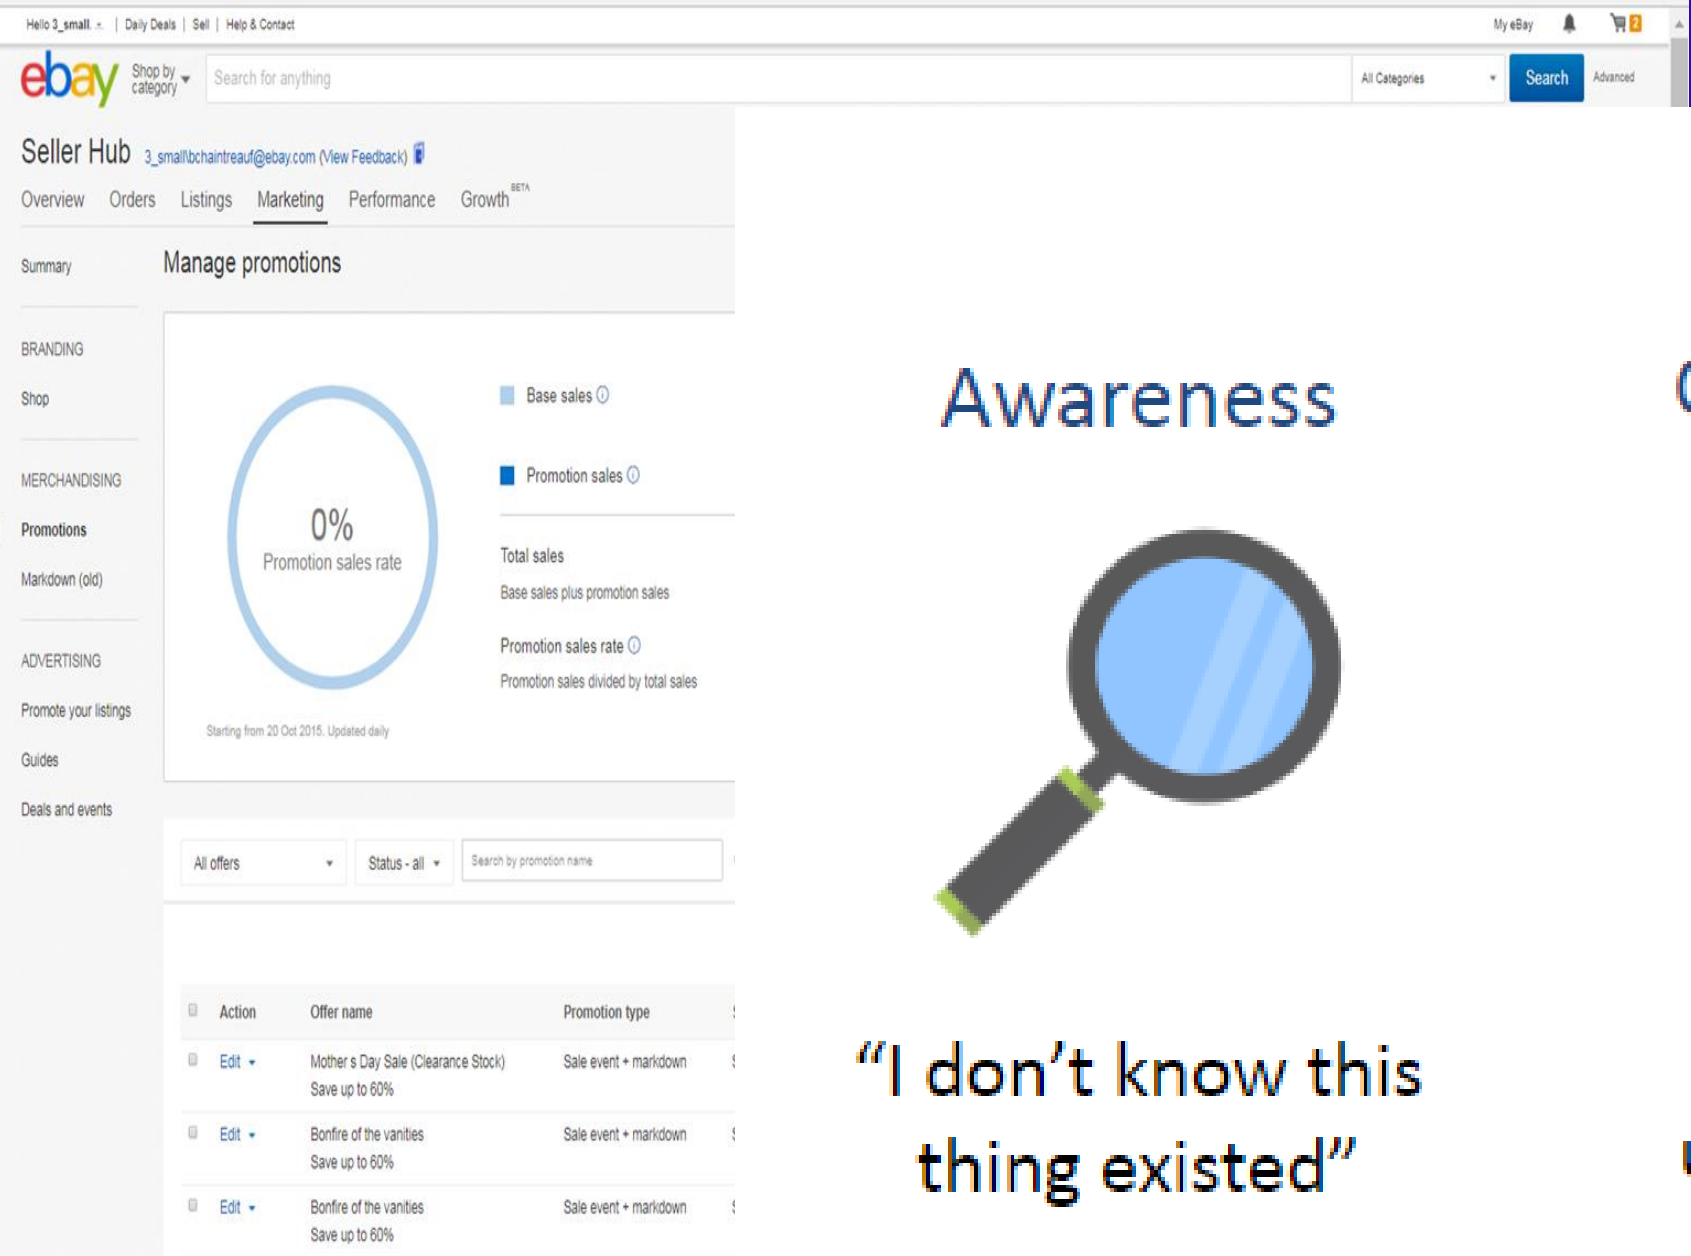 Hello 3_small. | Daily Deals | Sell | Help & Contact
My eBay
2
ebay
Shop by
category
Search for anything
All Categories
Search
Advanced
Seller Hub 3_small\bchaintreauf@ebay.com (View Feedback)
Overview Orders Listings Marketing Performance Growth BETA
Summary
Manage promotions
BRANDING
Shop
MERCHANDISING
Promotions
Markdown (old)
ADVERTISING
Promote your listings
Guides
Deals and events
0%
Promotion sales rate
Starting from 20 Oct 2015. Updated daily
Base sales
Promotion sales
Total sales
Base sales plus promotion sales
Promotion sales rate
Promotion sales divided by total sales
All offers
Status - all
Search by promotion name
Action Offer name Promotion type
Edit Mother s Day Sale (Clearance Stock) Sale event + markdown
Save up to 60%
Edit Bonfire of the vanities Sale event + markdown
Save up to 60%
Edit Bonfire of the vanities Sale event + markdown
Save up to 60%
Awareness
“I don’t know this
thing existed”